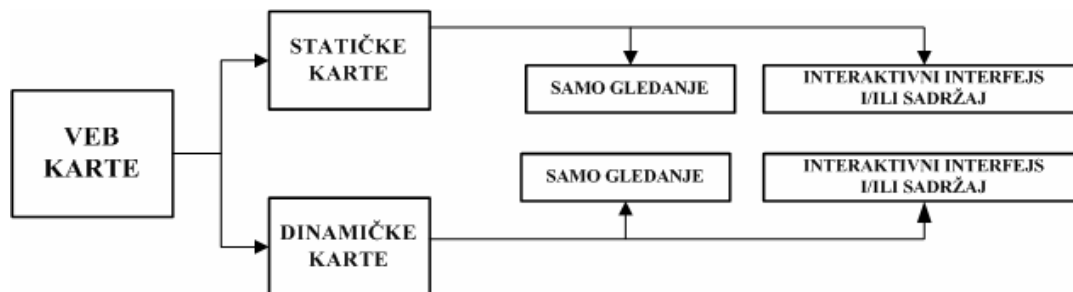 STATIČKE
KARTE
SAMO GLEDANJE
INTERAKTIVNI INTERFEJS
I/ILI SADRŽAJ
VEB
KARTE
SAMO GLEDANJE
INTERAKTIVNI INTERFEJS
I/ILI SADRŽAJ
DINAMIČKE
KARTE